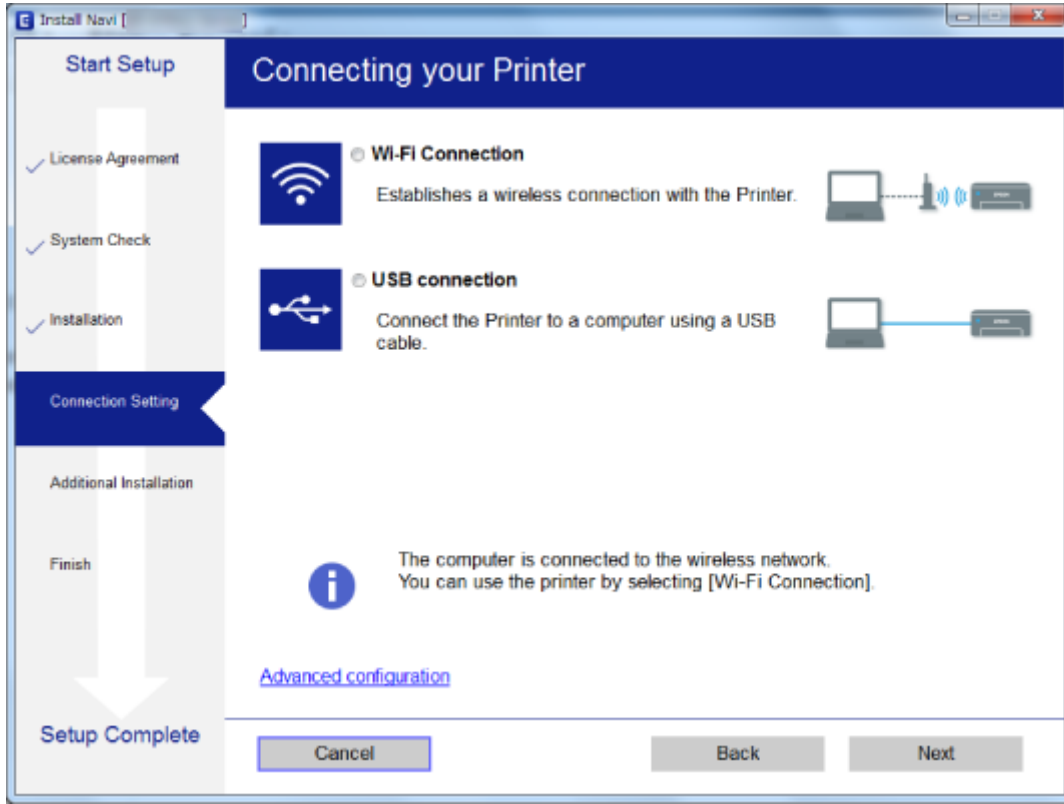 Install Navi [ ]
Start Setup
License Agreement
System Check
Installation
Connection Setting
Additional Installation
Finish
Setup Complete
Connecting your Printer
Wi-Fi Connection
Establishes a wireless connection with the Printer.
USB connection
Connect the Printer to a computer using a USB
cable.
The computer is connected to the wireless network.
You can use the printer by selecting [Wi-Fi Connection].
Advanced configuration
Cancel
Back
Next